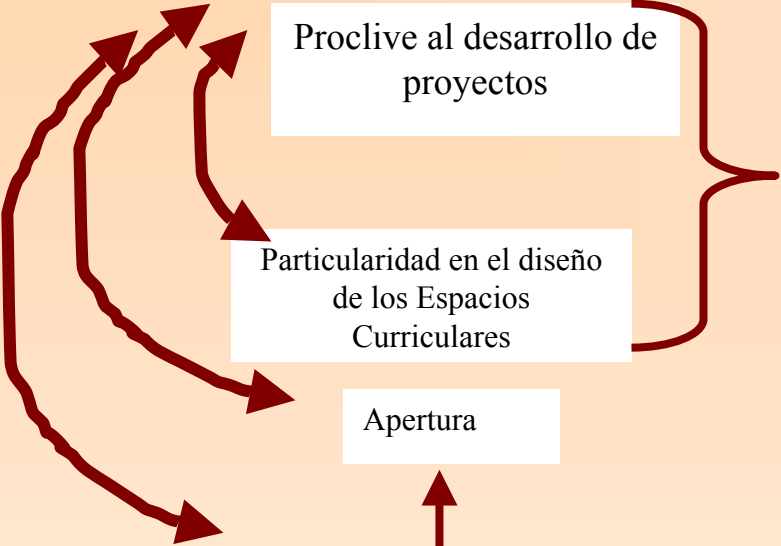 Proclive al desarrollo de
proyectos
Particularidad en el diseño
de los Espacios
Curriculares
Apertura